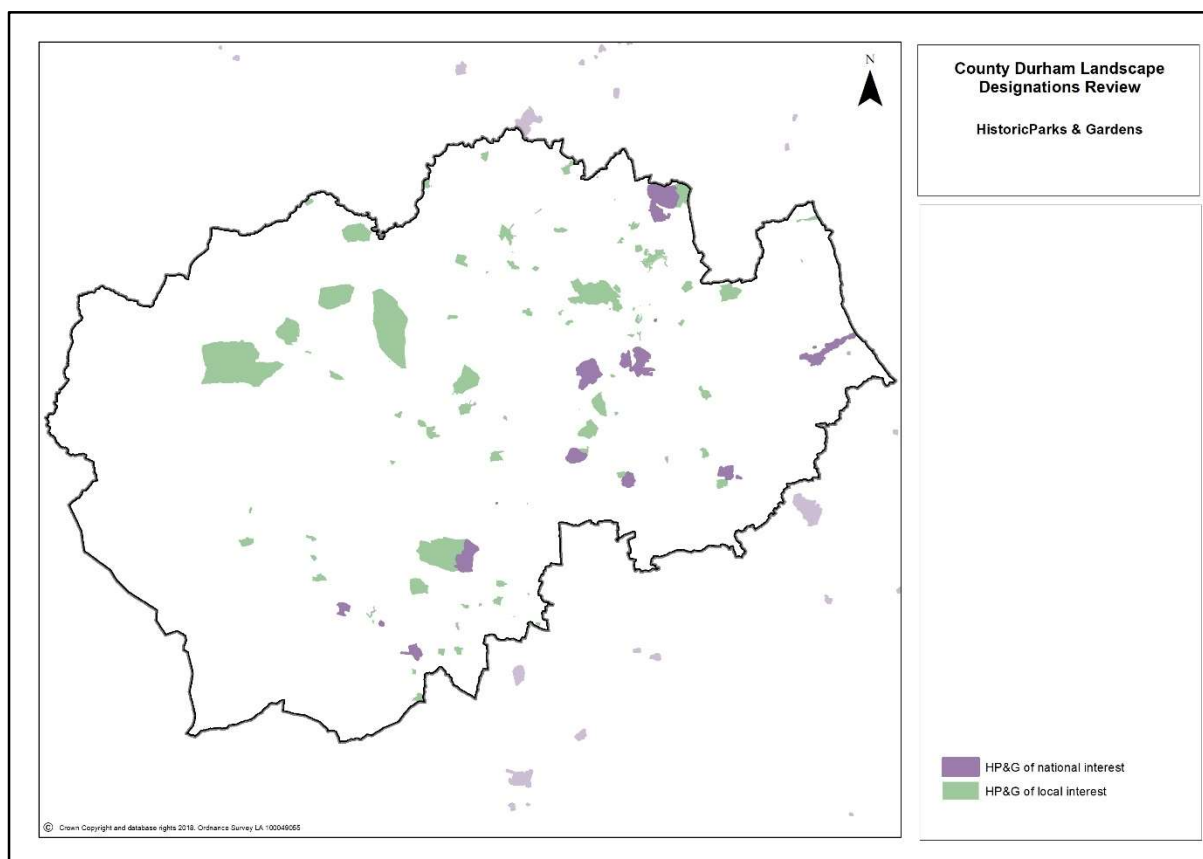 N
County Durham Landscape
Designations Review
HistoricParks & Gardens
HP&G of national interest
HP&G of local interest
© Crown Copyright and database rights 2018. Ordnance Survey LA 100049055